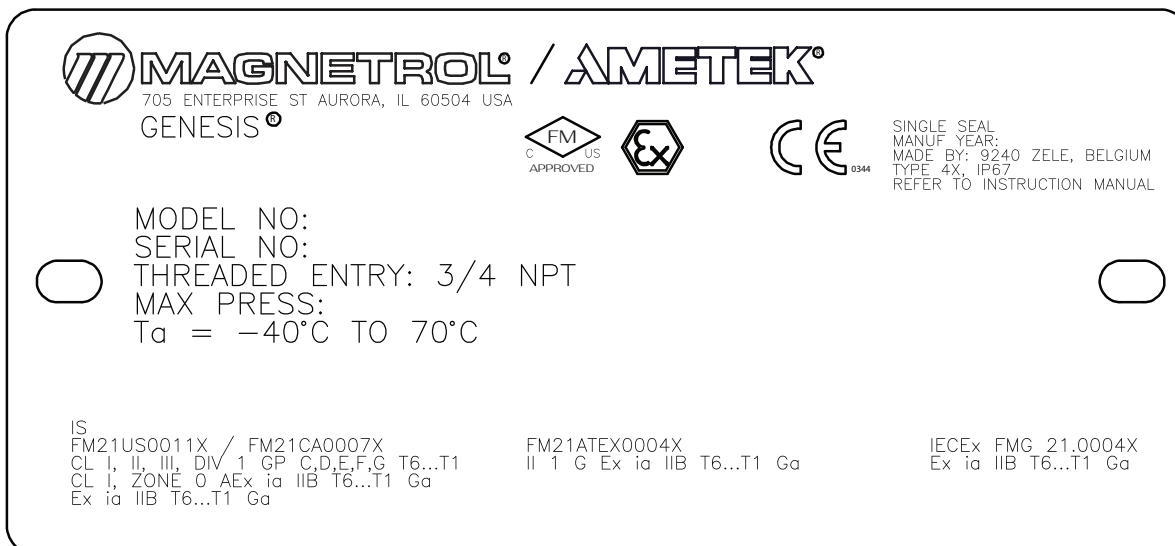 MAGNETROL® / AMETEK®
705 ENTERPRISE ST AURORA, IL 60504 USA
GENESIS®
FM
C US
APPROVED
Ex
CE 0344
SINGLE SEAL
MANUF YEAR:
MADE BY: 9240 ZELE, BELGIUM
TYPE 4X, IP67
REFER TO INSTRUCTION MANUAL
MODEL NO:
SERIAL NO:
THREADED ENTRY: 3/4 NPT
MAX PRESS:
Ta = -40°C TO 70°C
IS
FM21US0011X / FM21CA0007X
CL I, II, III, DIV 1 GP C,D,E,F,G T6...T1
CL I, ZONE 0 AEx ia IIB T6...T1 Ga
Ex ia IIB T6...T1 Ga
FM21ATEX0004X
II 1 G Ex ia IIB T6...T1 Ga
IECEx FMG 21.0004X
Ex ia IIB T6...T1 Ga